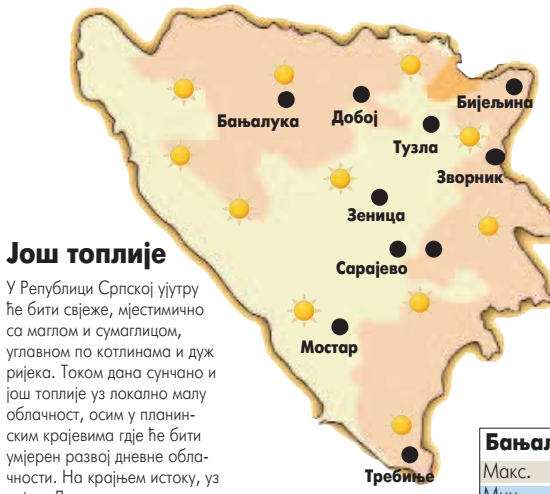 Бањалука
Добој
Бијељина
Тузла
Зворник
Зеница
Сарајево
Мостар
Требиње
Још топлије
У Републици Српској ујутру
ће бити свјеже, мјестимично
са маглом и сумаглицом,
углавном по котлинама и дуж
ријека. Током дана сунчано и
још топлије уз локално малу
облачност, осим у планин-
ским крајевима гдје ће бити
умјерен развој дневне обла-
чности. На крајњем истоку, уз
Макс.